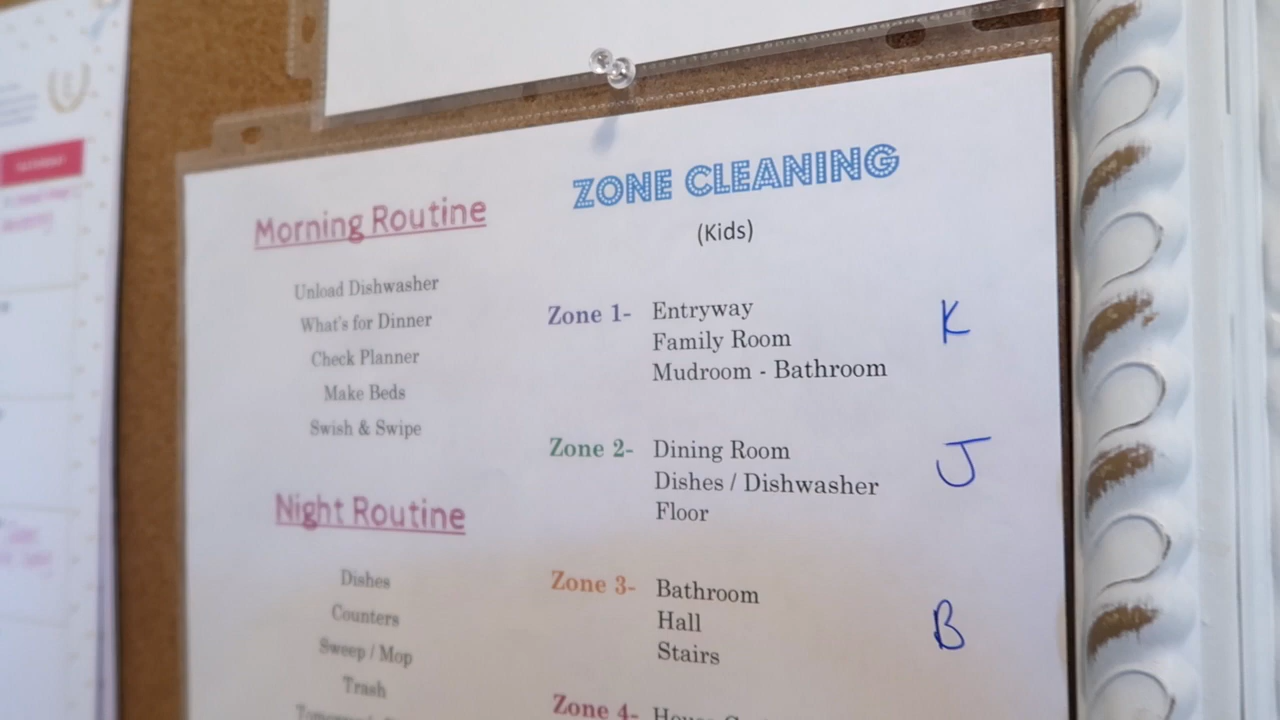 Morning Routine
Unload Dishwasher
What's for Dinner
Check Planner
Make Beds
Swish & Swipe
Night Routine
Dishes
Counters
Sweep / Mop
Trash
ZONE CLEANING
(Kids)
Zone 1- Entryway K
Family Room
Mudroom - Bathroom
Zone 2- Dining Room J
Dishes / Dishwasher
Floor
Zone 3- Bathroom
Hall B
Stairs
Zone 4-